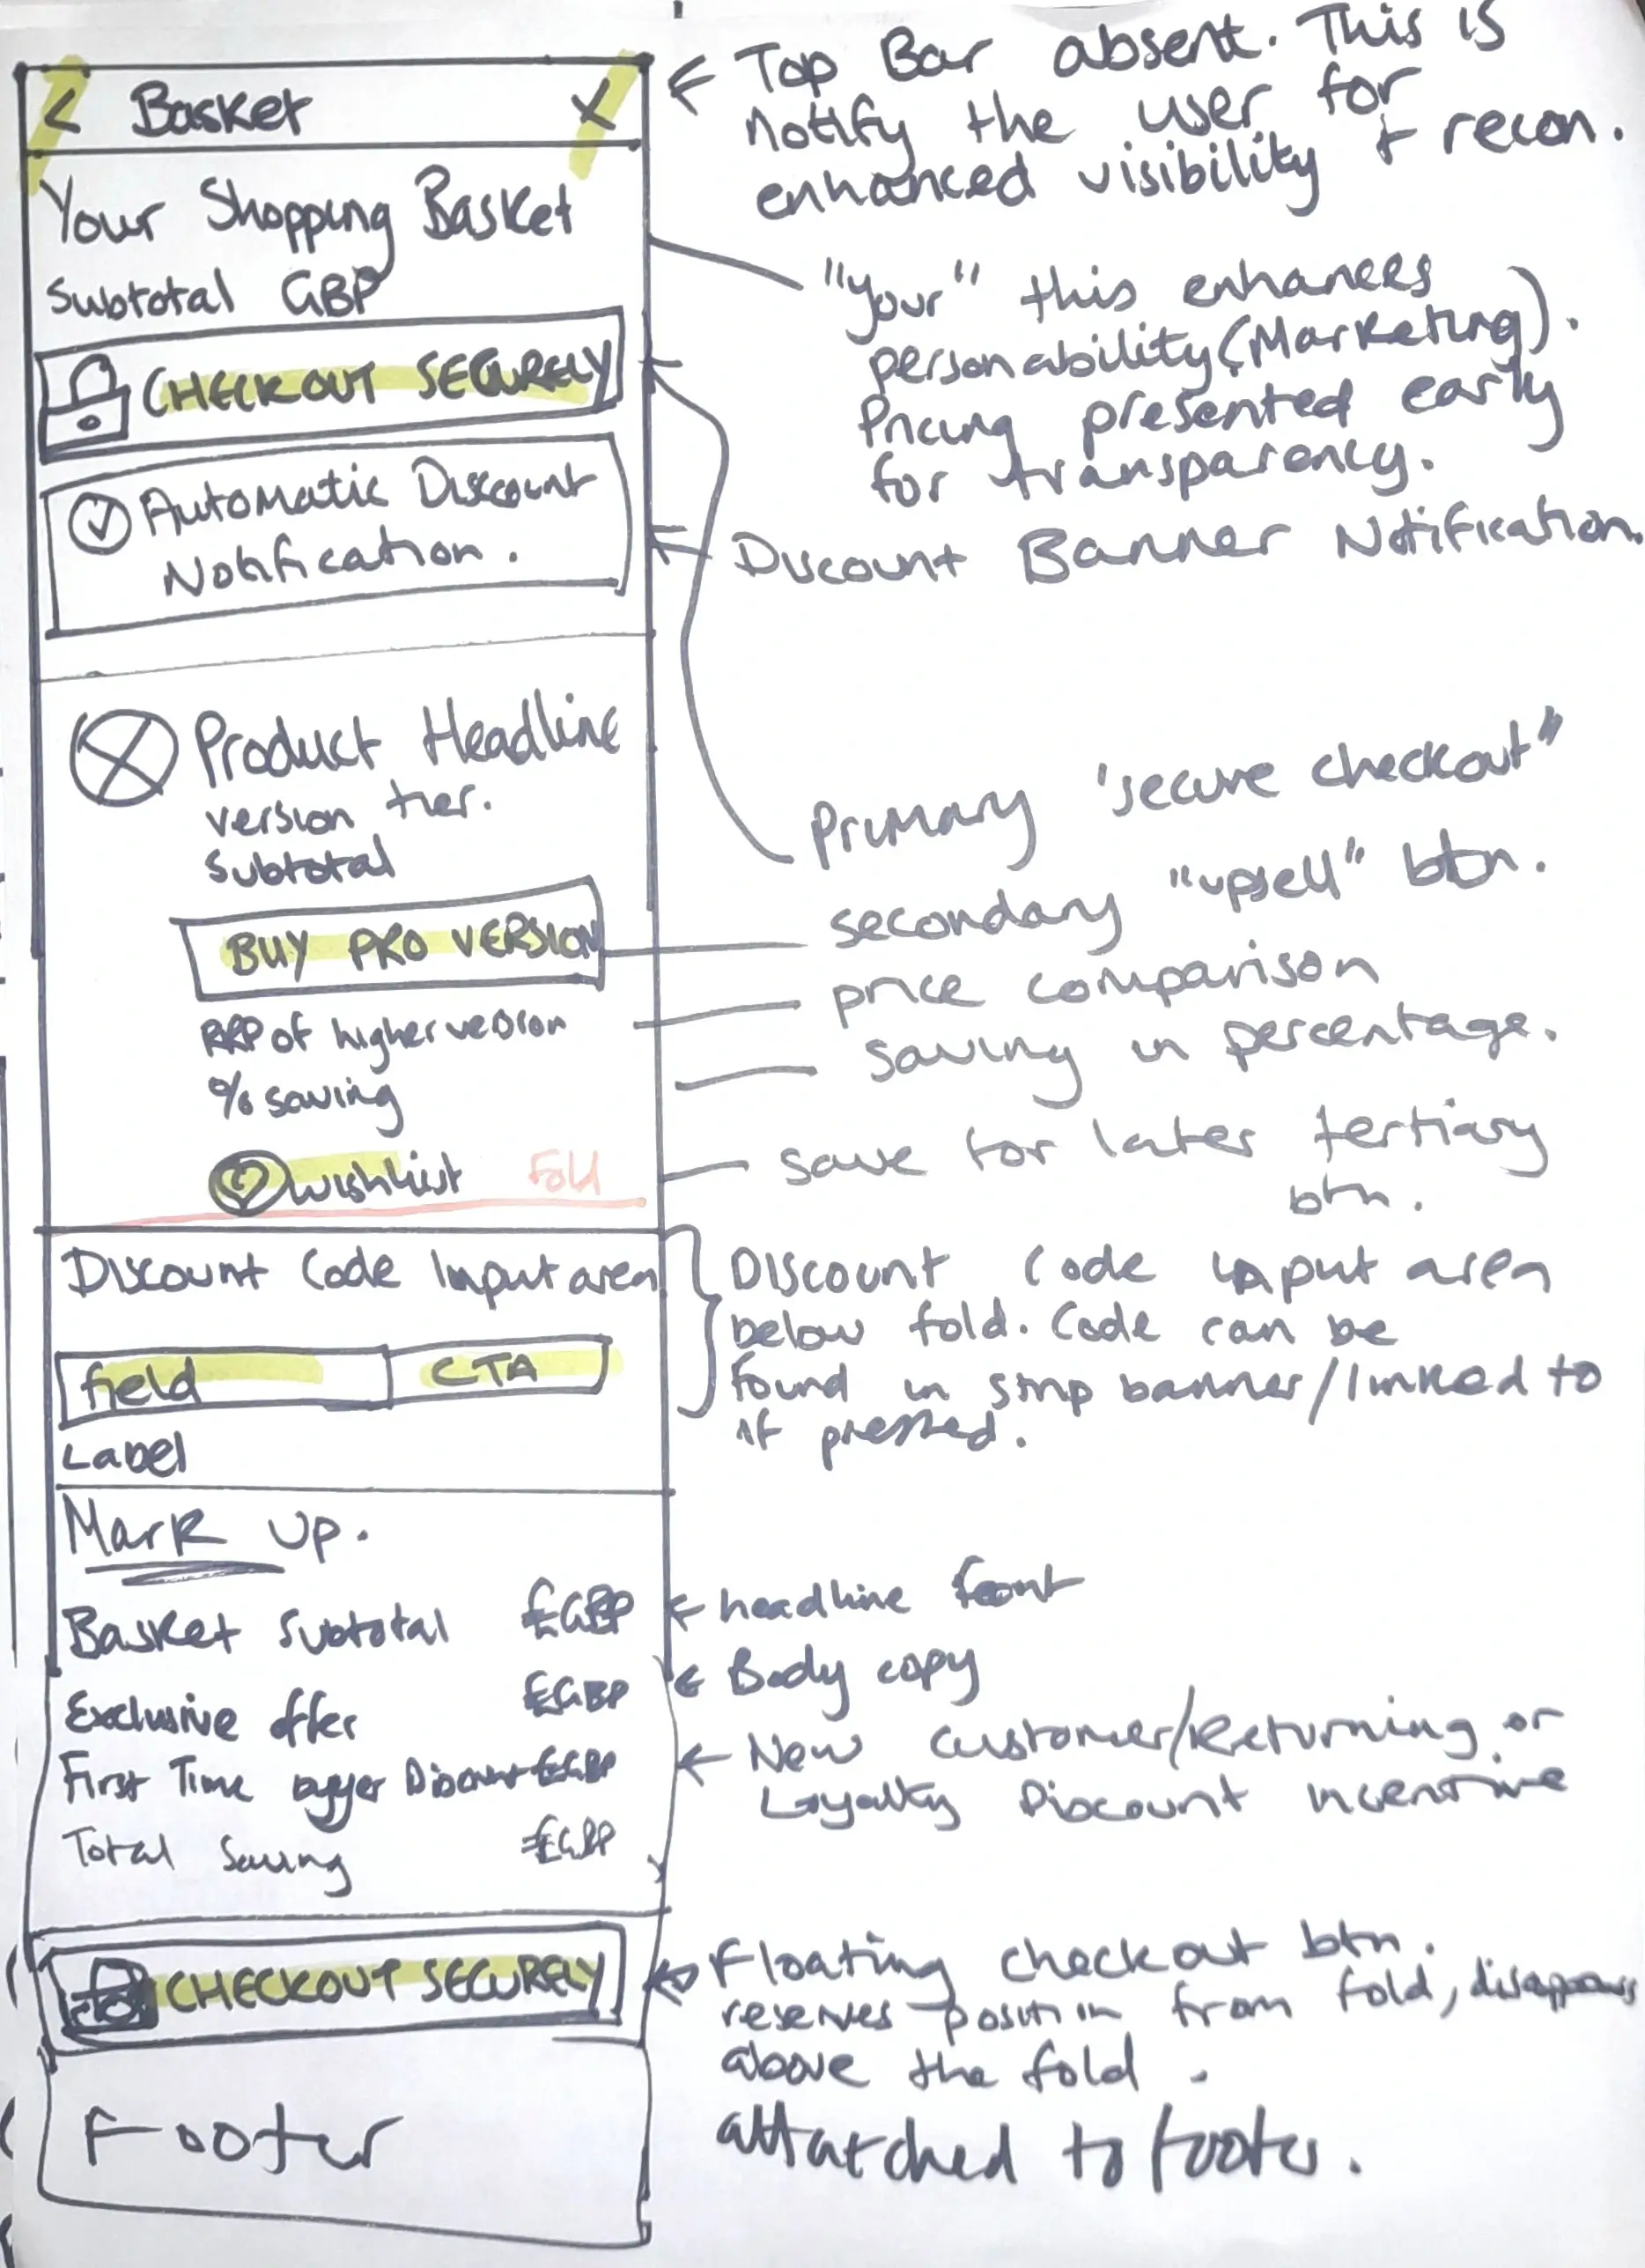 < Basket X
Your Shopping Basket
Subtotal GBP
CHECKOUT SECURELY
Automatic Discount
Notification.
Product Headline
version tier.
Subtotal
BUY PRO VERSION
RRP of higher version
% saving
wishlist Fold
Discount Code Input area
field CTA
Label
Mark up.
Basket Subtotal £GBP
Exclusive offer £GBP
First Time buyer Discount £GBP
Total Saving £GBP
CHECKOUT SECURELY
Footer
Top Bar absent. This is
notify the user for
enhanced visibility + recon.
"your" this enhances
personability (Marketing).
Pricing presented early
for transparency.
Discount Banner Notification.
Primary 'secure checkout"
secondary "upsell" btn.
price comparison
saving in percentage.
save for later tertiary
btn.
Discount Code input area
below fold. Code can be
found in strip banner/linked to
if pressed.
headline font
Body copy
New customer/Returning or
Loyalty Discount incentive
Floating checkout btn.
reserves position from fold, disappears
above the fold.
attatched to footer.